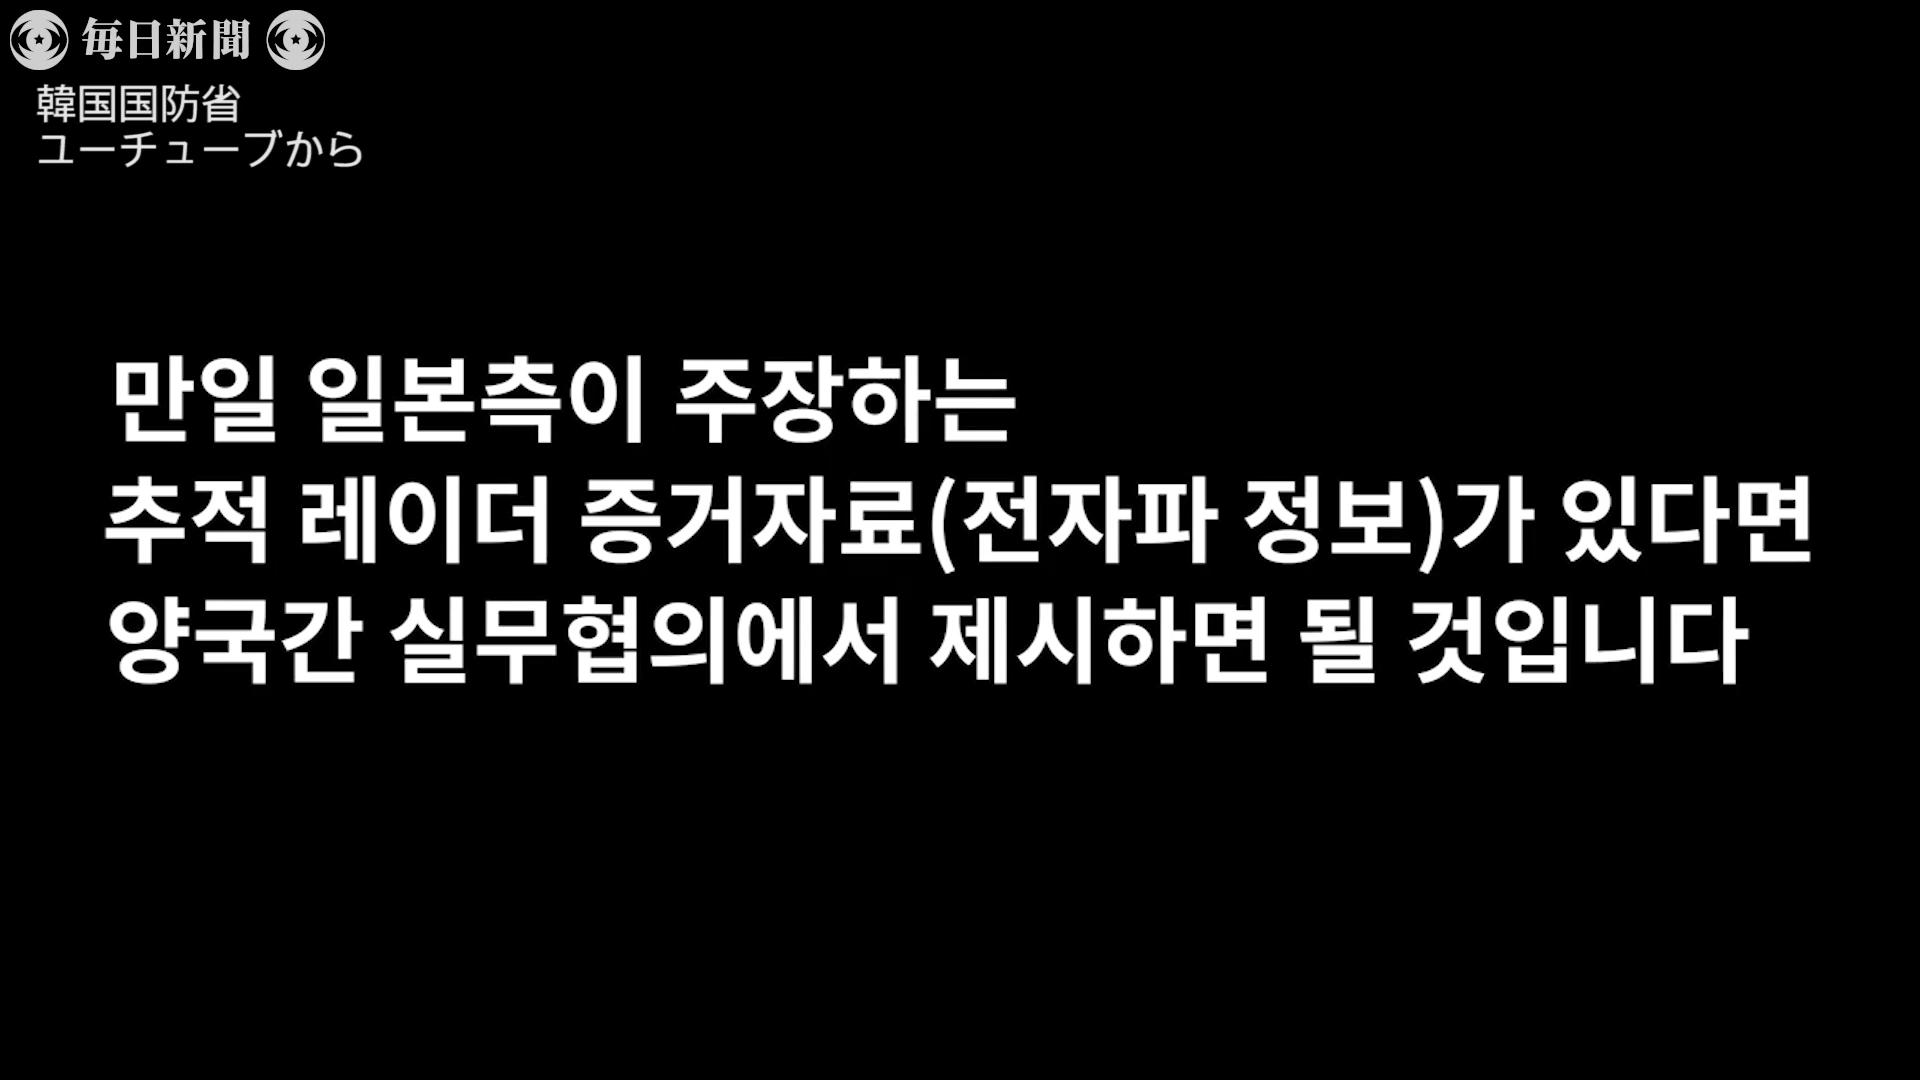 毎日新聞
韓国国防省
ユーチューブから
만일 일본측이 주장하는
추적 레이더 증거자료(전자파 정보)가 있다면
양국간 실무협의에서 제시하면 될 것입니다